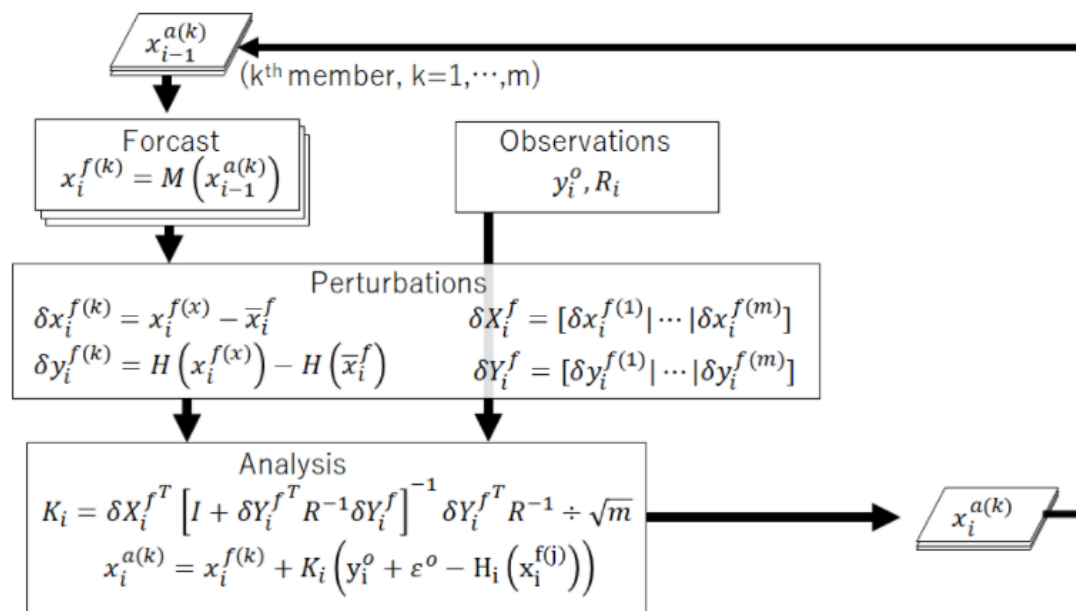 x_{i-1}^{a(k)}
(kth member, k=1,⋯,m)
Forcast
x_i^{f(k)} = M(x_{i-1}^{a(k)})
Observations
y_i^o, R_i
Perturbations
δx_i^{f(k)} = x_i^{f(x)} − x̅_i^f
δX_i^f = [δx_i^{f(1)}|⋯|δx_i^{f(m)}]
δy_i^{f(k)} = H(x_i^{f(x)}) − H(x̅_i^f)
δY_i^f = [δy_i^{f(1)}|⋯|δy_i^{f(m)}]
Analysis
K_i = δX_i^{f^T} [I + δY_i^{f^T} R^{−1} δY_i^f]^{−1} δY_i^{f^T} R^{−1} ÷ √m
x_i^{a(k)} = x_i^{f(k)} + K_i(y_i^o + ε^o − H_i(x_i^{f(j)}))
x_i^{a(k)}